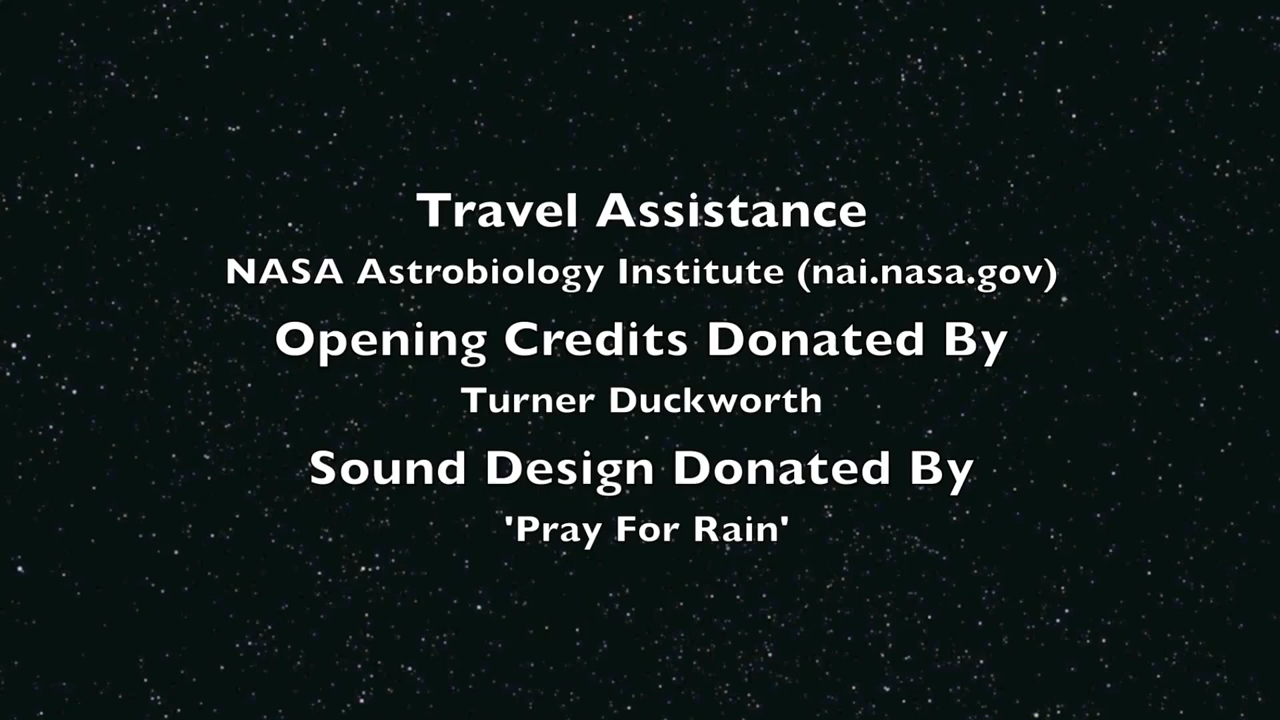 Travel Assistance
NASA Astrobiology Institute (nai.nasa.gov)
Opening Credits Donated By
Turner Duckworth
Sound Design Donated By
'Pray For Rain'